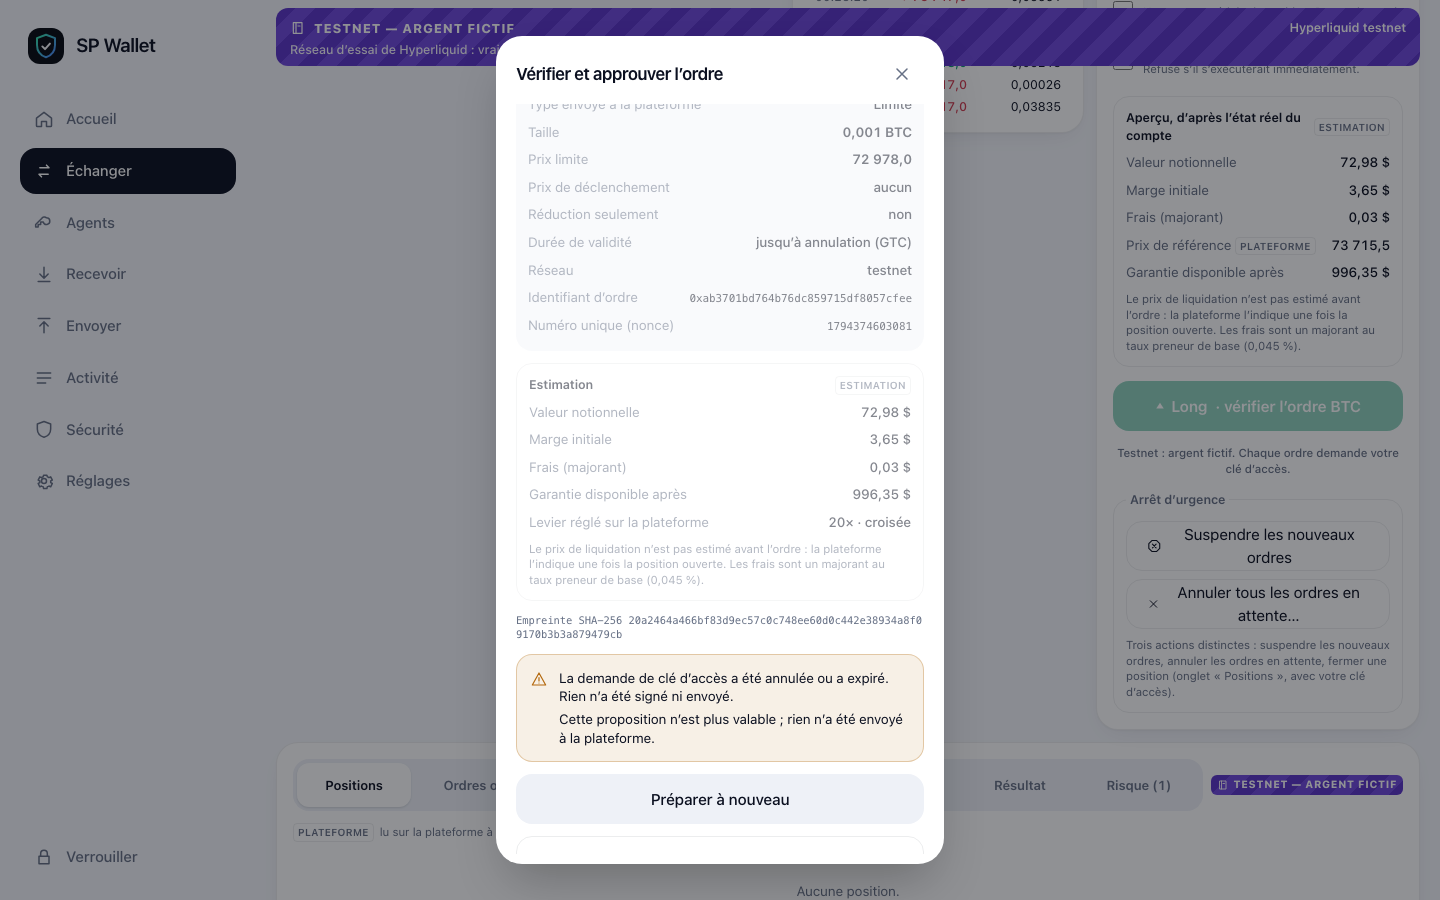 SP Wallet
Accueil
Échanger
Agents
Recevoir
Envoyer
Activité
Sécurité
Réglages
Verrouiller
TESTNET — ARGENT FICTIF
Hyperliquid testnet
Réseau d'essai de Hyperliquid : vrai
Vérifier et approuver l'ordre
Type envoyé à la plateforme Limite
Taille 0,001 BTC
Prix limite 72 978,0
Prix de déclenchement aucun
Réduction seulement non
Durée de validité jusqu'à annulation (GTC)
Réseau testnet
Identifiant d'ordre 0xab3701bd764b76dc859715df8057cfee
Numéro unique (nonce) 1794374603081
Estimation ESTIMATION
Valeur notionnelle 72,98 $
Marge initiale 3,65 $
Frais (majorant) 0,03 $
Garantie disponible après 996,35 $
Levier réglé sur la plateforme 20× · croisée
Le prix de liquidation n'est pas estimé avant l'ordre : la plateforme
l'indique une fois la position ouverte. Les frais sont un majorant au
taux preneur de base (0,045 %).
Empreinte SHA-256 20a2464a466bf83d9ec57c0c748ee60d0c442e38934a8f0
9170b3b3a879479cb
La demande de clé d'accès a été annulée ou a expiré.
Rien n'a été signé ni envoyé.
Cette proposition n'est plus valable ; rien n'a été envoyé
à la plateforme.
Préparer à nouveau
17,0 0,00026
17,0 0,03835
Refusé s'il s'exécuterait immédiatement.
Aperçu, d'après l'état réel du
compte
ESTIMATION
Valeur notionnelle 72,98 $
Marge initiale 3,65 $
Frais (majorant) 0,03 $
Prix de référence PLATEFORME 73 715,5
Garantie disponible après 996,35 $
Le prix de liquidation n'est pas estimé avant
l'ordre : la plateforme l'indique une fois la
position ouverte. Les frais sont un majorant au
taux preneur de base (0,045 %).
Long · vérifier l'ordre BTC
Testnet : argent fictif. Chaque ordre demande votre
clé d'accès.
Arrêt d'urgence
Suspendre les nouveaux
ordres
Annuler tous les ordres en
attente…
Trois actions distinctes : suspendre les nouveaux
ordres, annuler les ordres en attente, fermer une
position (onglet « Positions », avec votre clé
d'accès).
Positions Ordres o Résultat Risque (1) TESTNET — ARGENT FICTIF
PLATEFORME lu sur la plateforme à
Aucune position.